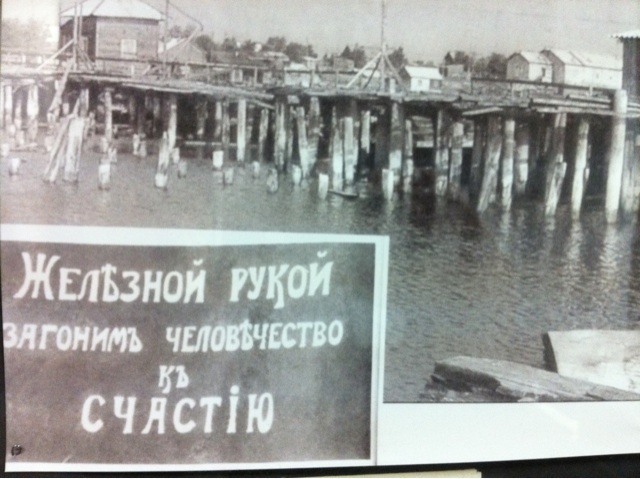 Желѣзной рукой
загонимъ человѣчество
къ
счастію